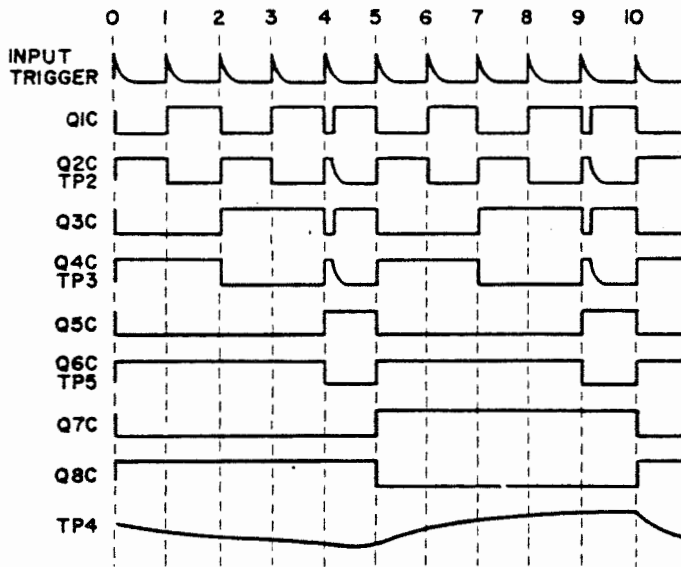 0 1 2 3 4 5 6 7 8 9 10
INPUT
TRIGGER
Q1C
Q2C
TP2
Q3C
Q4C
TP3
Q5C
Q6C
TP5
Q7C
Q8C
TP4